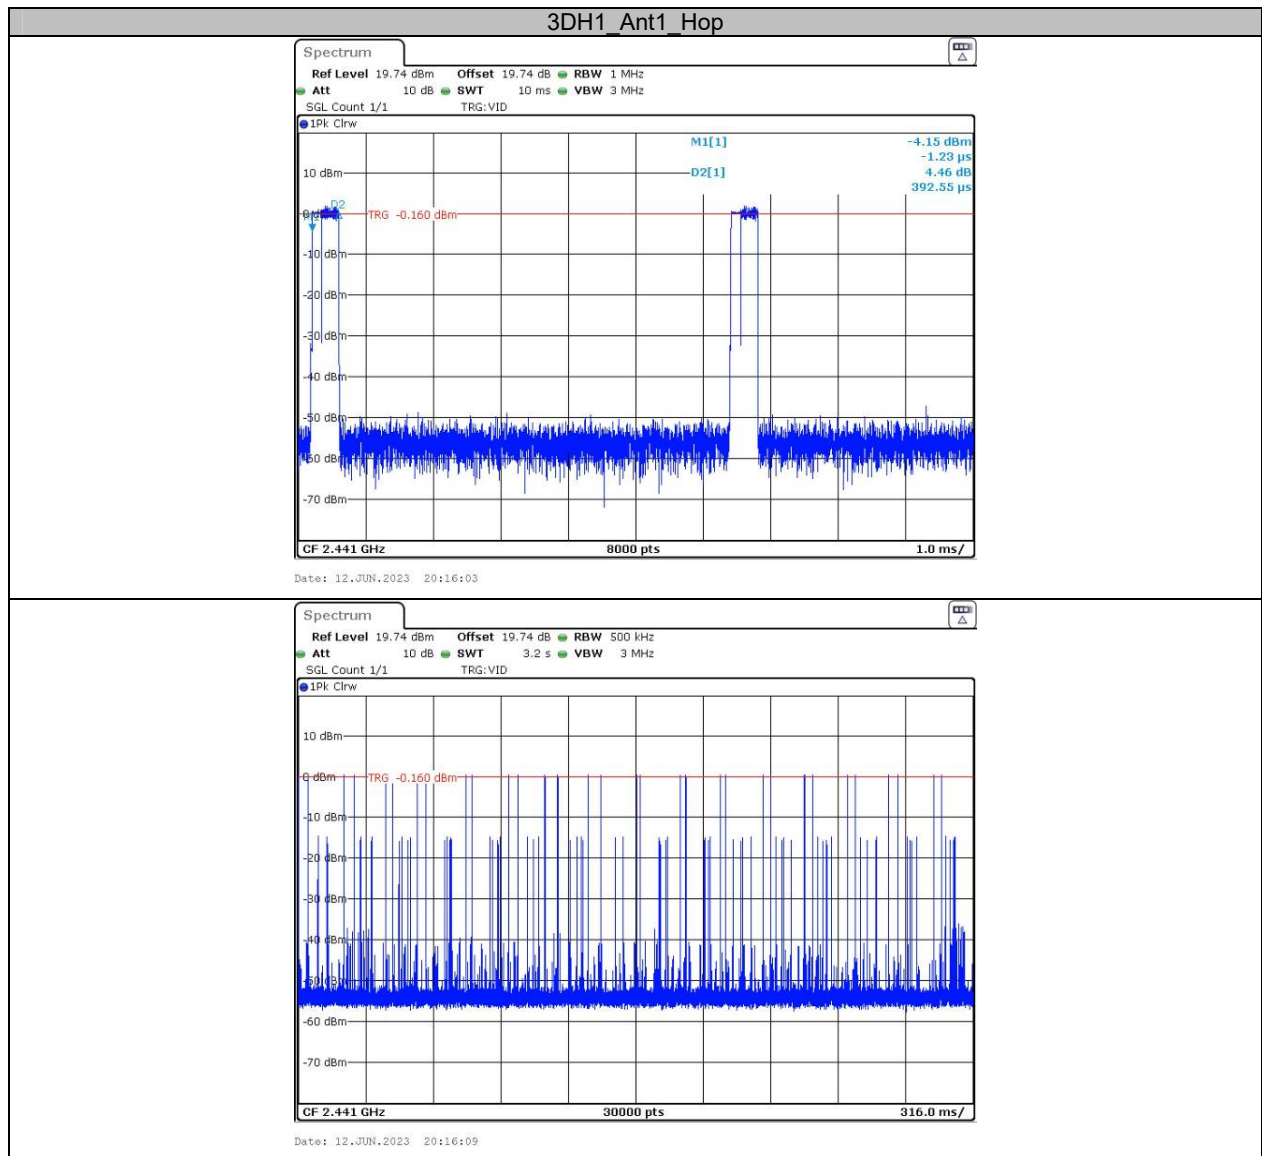 3DH1_Ant1_Hop
Spectrum
Ref Level 19.74 dBm Offset 19.74 dB RBW 1 MHz
Att 10 dB SWT 10 ms VBW 3 MHz
SGL Count 1/1 TRG:VID
1Pk Clrw
M1[1] -4.15 dBm
-1.23 µs
10 dBm D2[1] 4.46 dB
392.55 µs
D2
0 dBm TRG -0.160 dBm
-10 dBm
-20 dBm
-30 dBm
-40 dBm
-50 dBm
-60 dBm
-70 dBm
CF 2.441 GHz 8000 pts 1.0 ms/
Date: 12.JUN.2023 20:16:03
Spectrum
Ref Level 19.74 dBm Offset 19.74 dB RBW 500 kHz
Att 10 dB SWT 3.2 s VBW 3 MHz
SGL Count 1/1 TRG:VID
1Pk Clrw
10 dBm
0 dBm TRG -0.160 dBm
-10 dBm
-20 dBm
-30 dBm
-40 dBm
-50 dBm
-60 dBm
-70 dBm
CF 2.441 GHz 30000 pts 316.0 ms/
Date: 12.JUN.2023 20:16:09